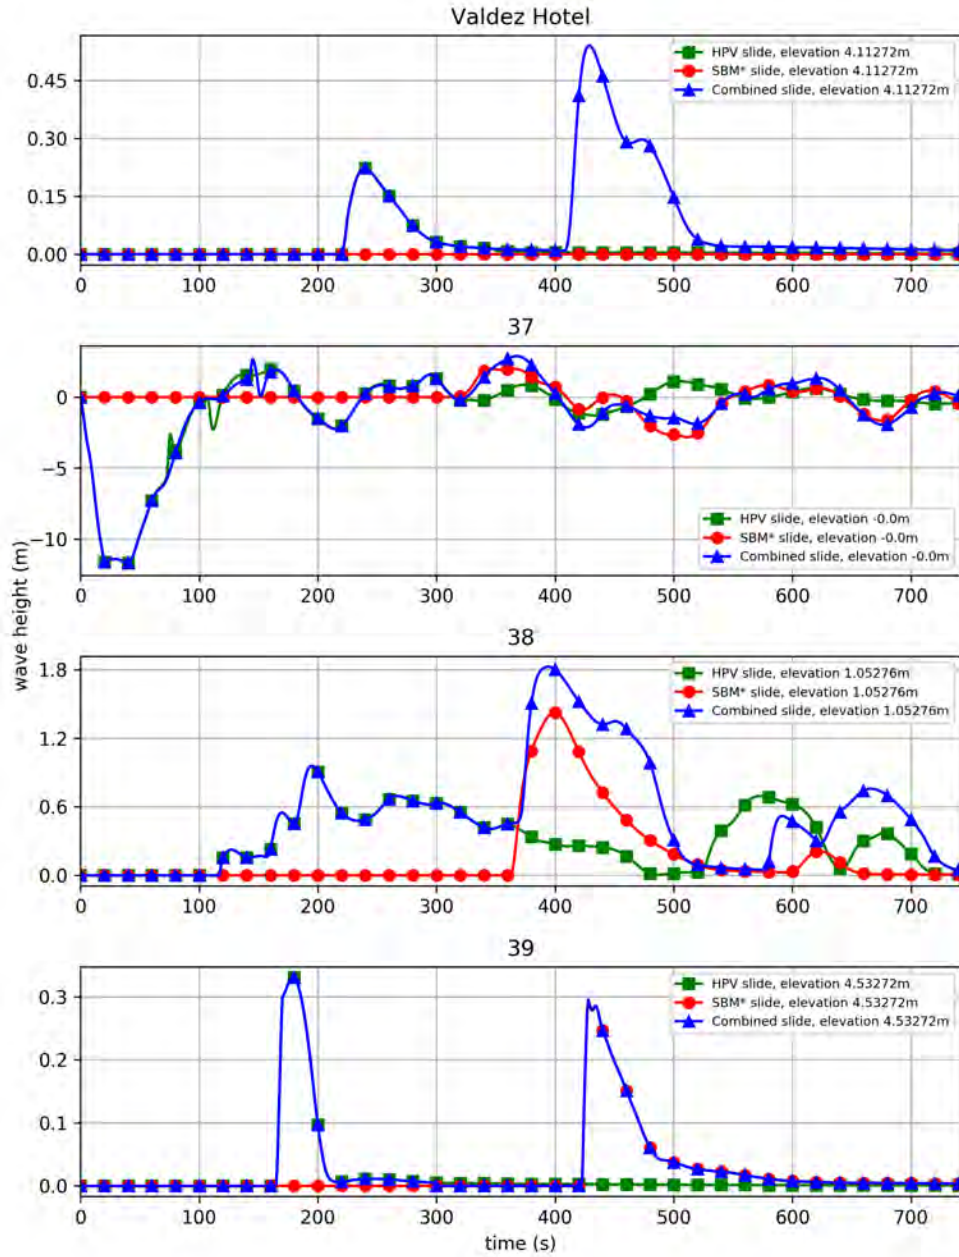 Valdez Hotel
0.45
0.30
0.15
0.00
HPV slide, elevation 4.11272m
SBM* slide, elevation 4.11272m
Combined slide, elevation 4.11272m
0 100 200 300 400 500 600 700
37
0
−5
−10
HPV slide, elevation -0.0m
SBM* slide, elevation -0.0m
Combined slide, elevation -0.0m
0 100 200 300 400 500 600 700
wave height (m)
38
1.8
1.2
0.6
0.0
HPV slide, elevation 1.05276m
SBM* slide, elevation 1.05276m
Combined slide, elevation 1.05276m
0 100 200 300 400 500 600 700
39
0.3
0.2
0.1
0.0
HPV slide, elevation 4.53272m
SBM* slide, elevation 4.53272m
Combined slide, elevation 4.53272m
0 100 200 300 400 500 600 700
time (s)